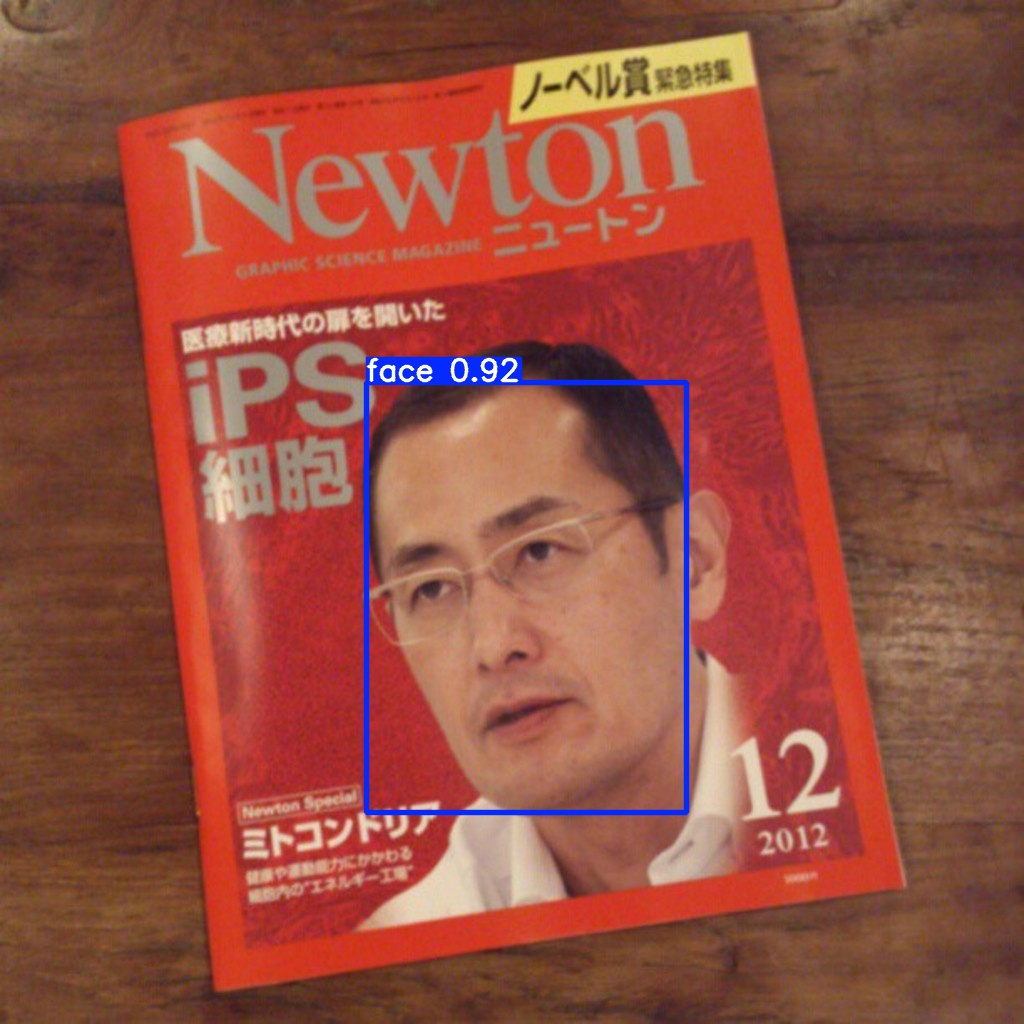 ノーベル賞 緊急特集
Newton
GRAPHIC SCIENCE MAGAZINE ニュートン
医療新時代の扉を開いた
iPS
細胞
face 0.92
12
2012
Newton Special
ミトコンドリア
健康や運動能力にかかわる
細胞内の“エネルギー工場”